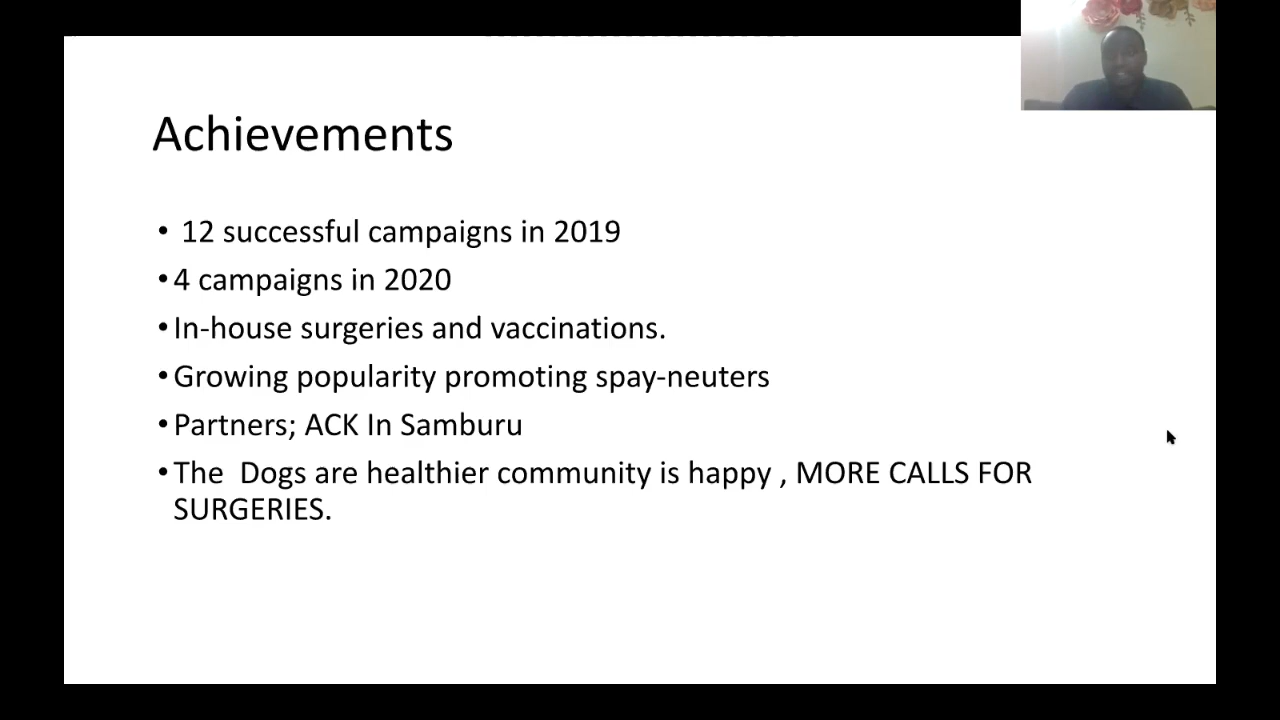 Achievements
• 12 successful campaigns in 2019
• 4 campaigns in 2020
• In-house surgeries and vaccinations.
• Growing popularity promoting spay-neuters
• Partners; ACK In Samburu
• The  Dogs are healthier community is happy , MORE CALLS FOR
SURGERIES.